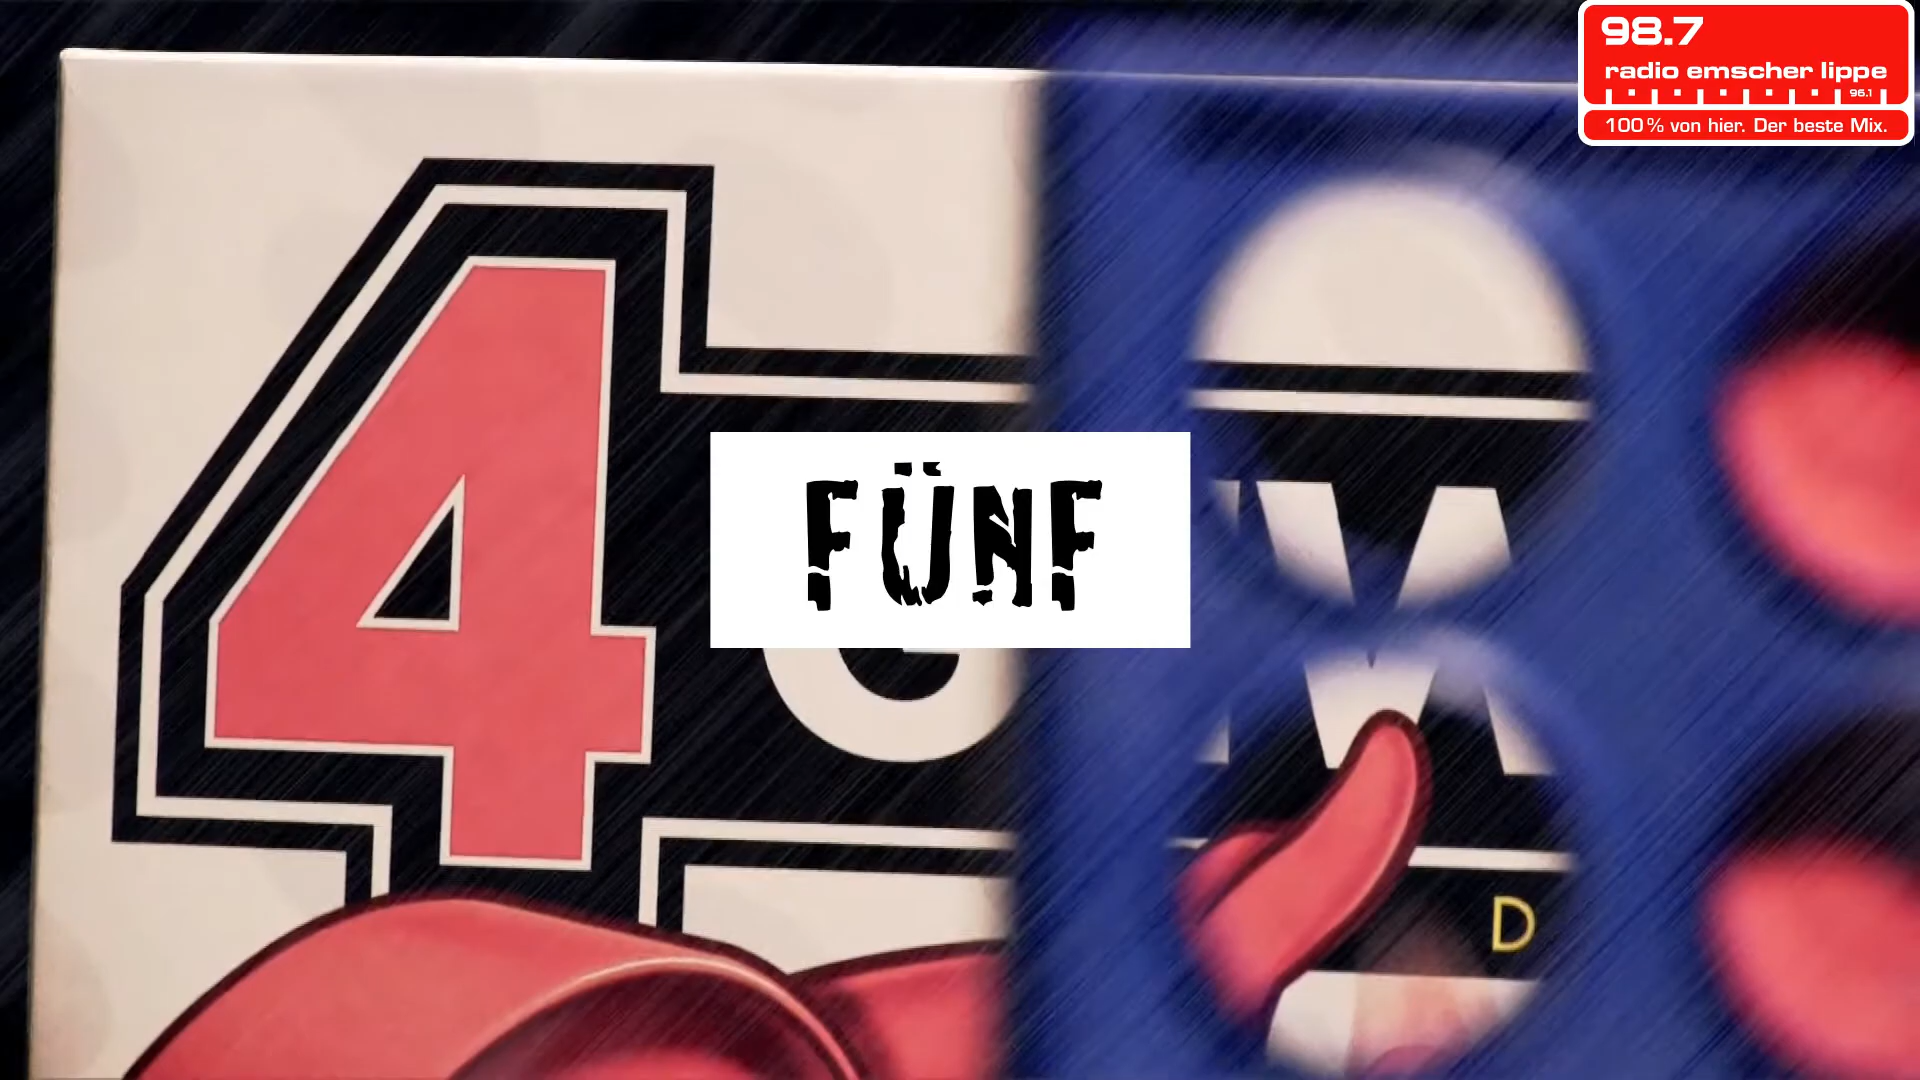 98.7
radio emscher lippe
96.1
100% von hier. Der beste Mix.
4
FÜNF
G
W
D